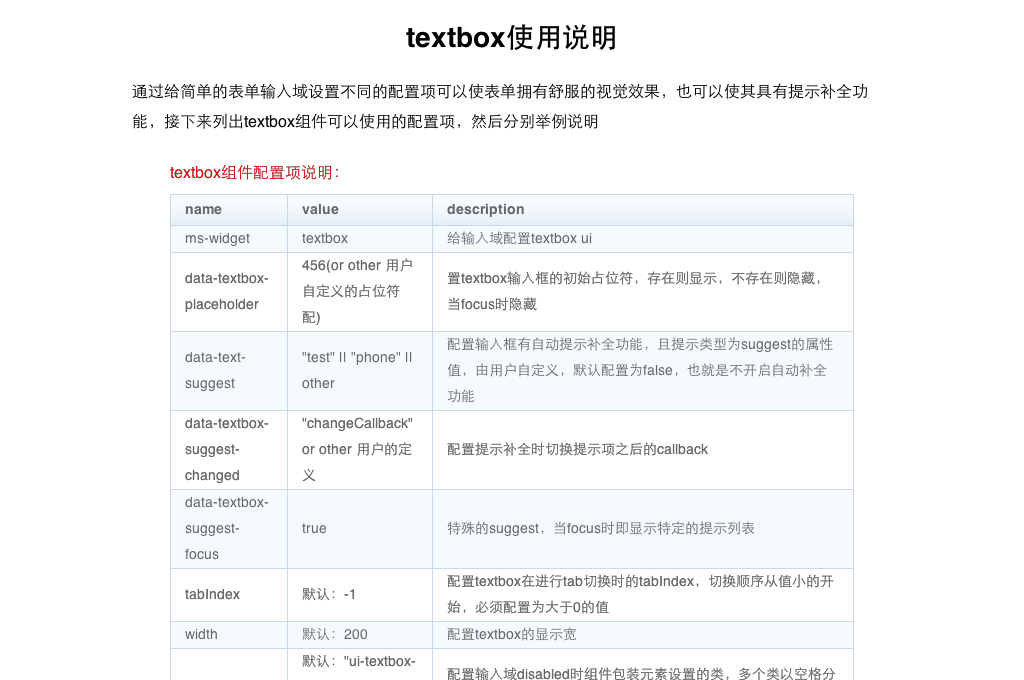 textbox使用说明
通过给简单的表单输入域设置不同的配置项可以使表单拥有舒服的视觉效果，也可以使其具有提示补全功
能，接下来列出textbox组件可以使用的配置项，然后分别举例说明
textbox组件配置项说明：
name value description
ms-widget textbox 给输入域配置textbox ui
data-textbox-
placeholder
456(or other 用户
自定义的占位符
配)
置textbox输入框的初始占位符，存在则显示，不存在则隐藏，
当focus时隐藏
data-text-
suggest
"test" || "phone" ||
other
配置输入框有自动提示补全功能，且提示类型为suggest的属性
值，由用户自定义，默认配置为false，也就是不开启自动补全
功能
data-textbox-
suggest-
changed
"changeCallback"
or other 用户的定
义
配置提示补全时切换提示项之后的callback
data-textbox-
suggest-
focus
true
特殊的suggest，当focus时即显示特定的提示列表
tabIndex
默认：-1
配置textbox在进行tab切换时的tabIndex，切换顺序从值小的开
始，必须配置为大于0的值
width 默认：200 配置textbox的显示宽
默认："ui-textbox-
配置输入域disabled时组件包装元素设置的类，多个类以空格分